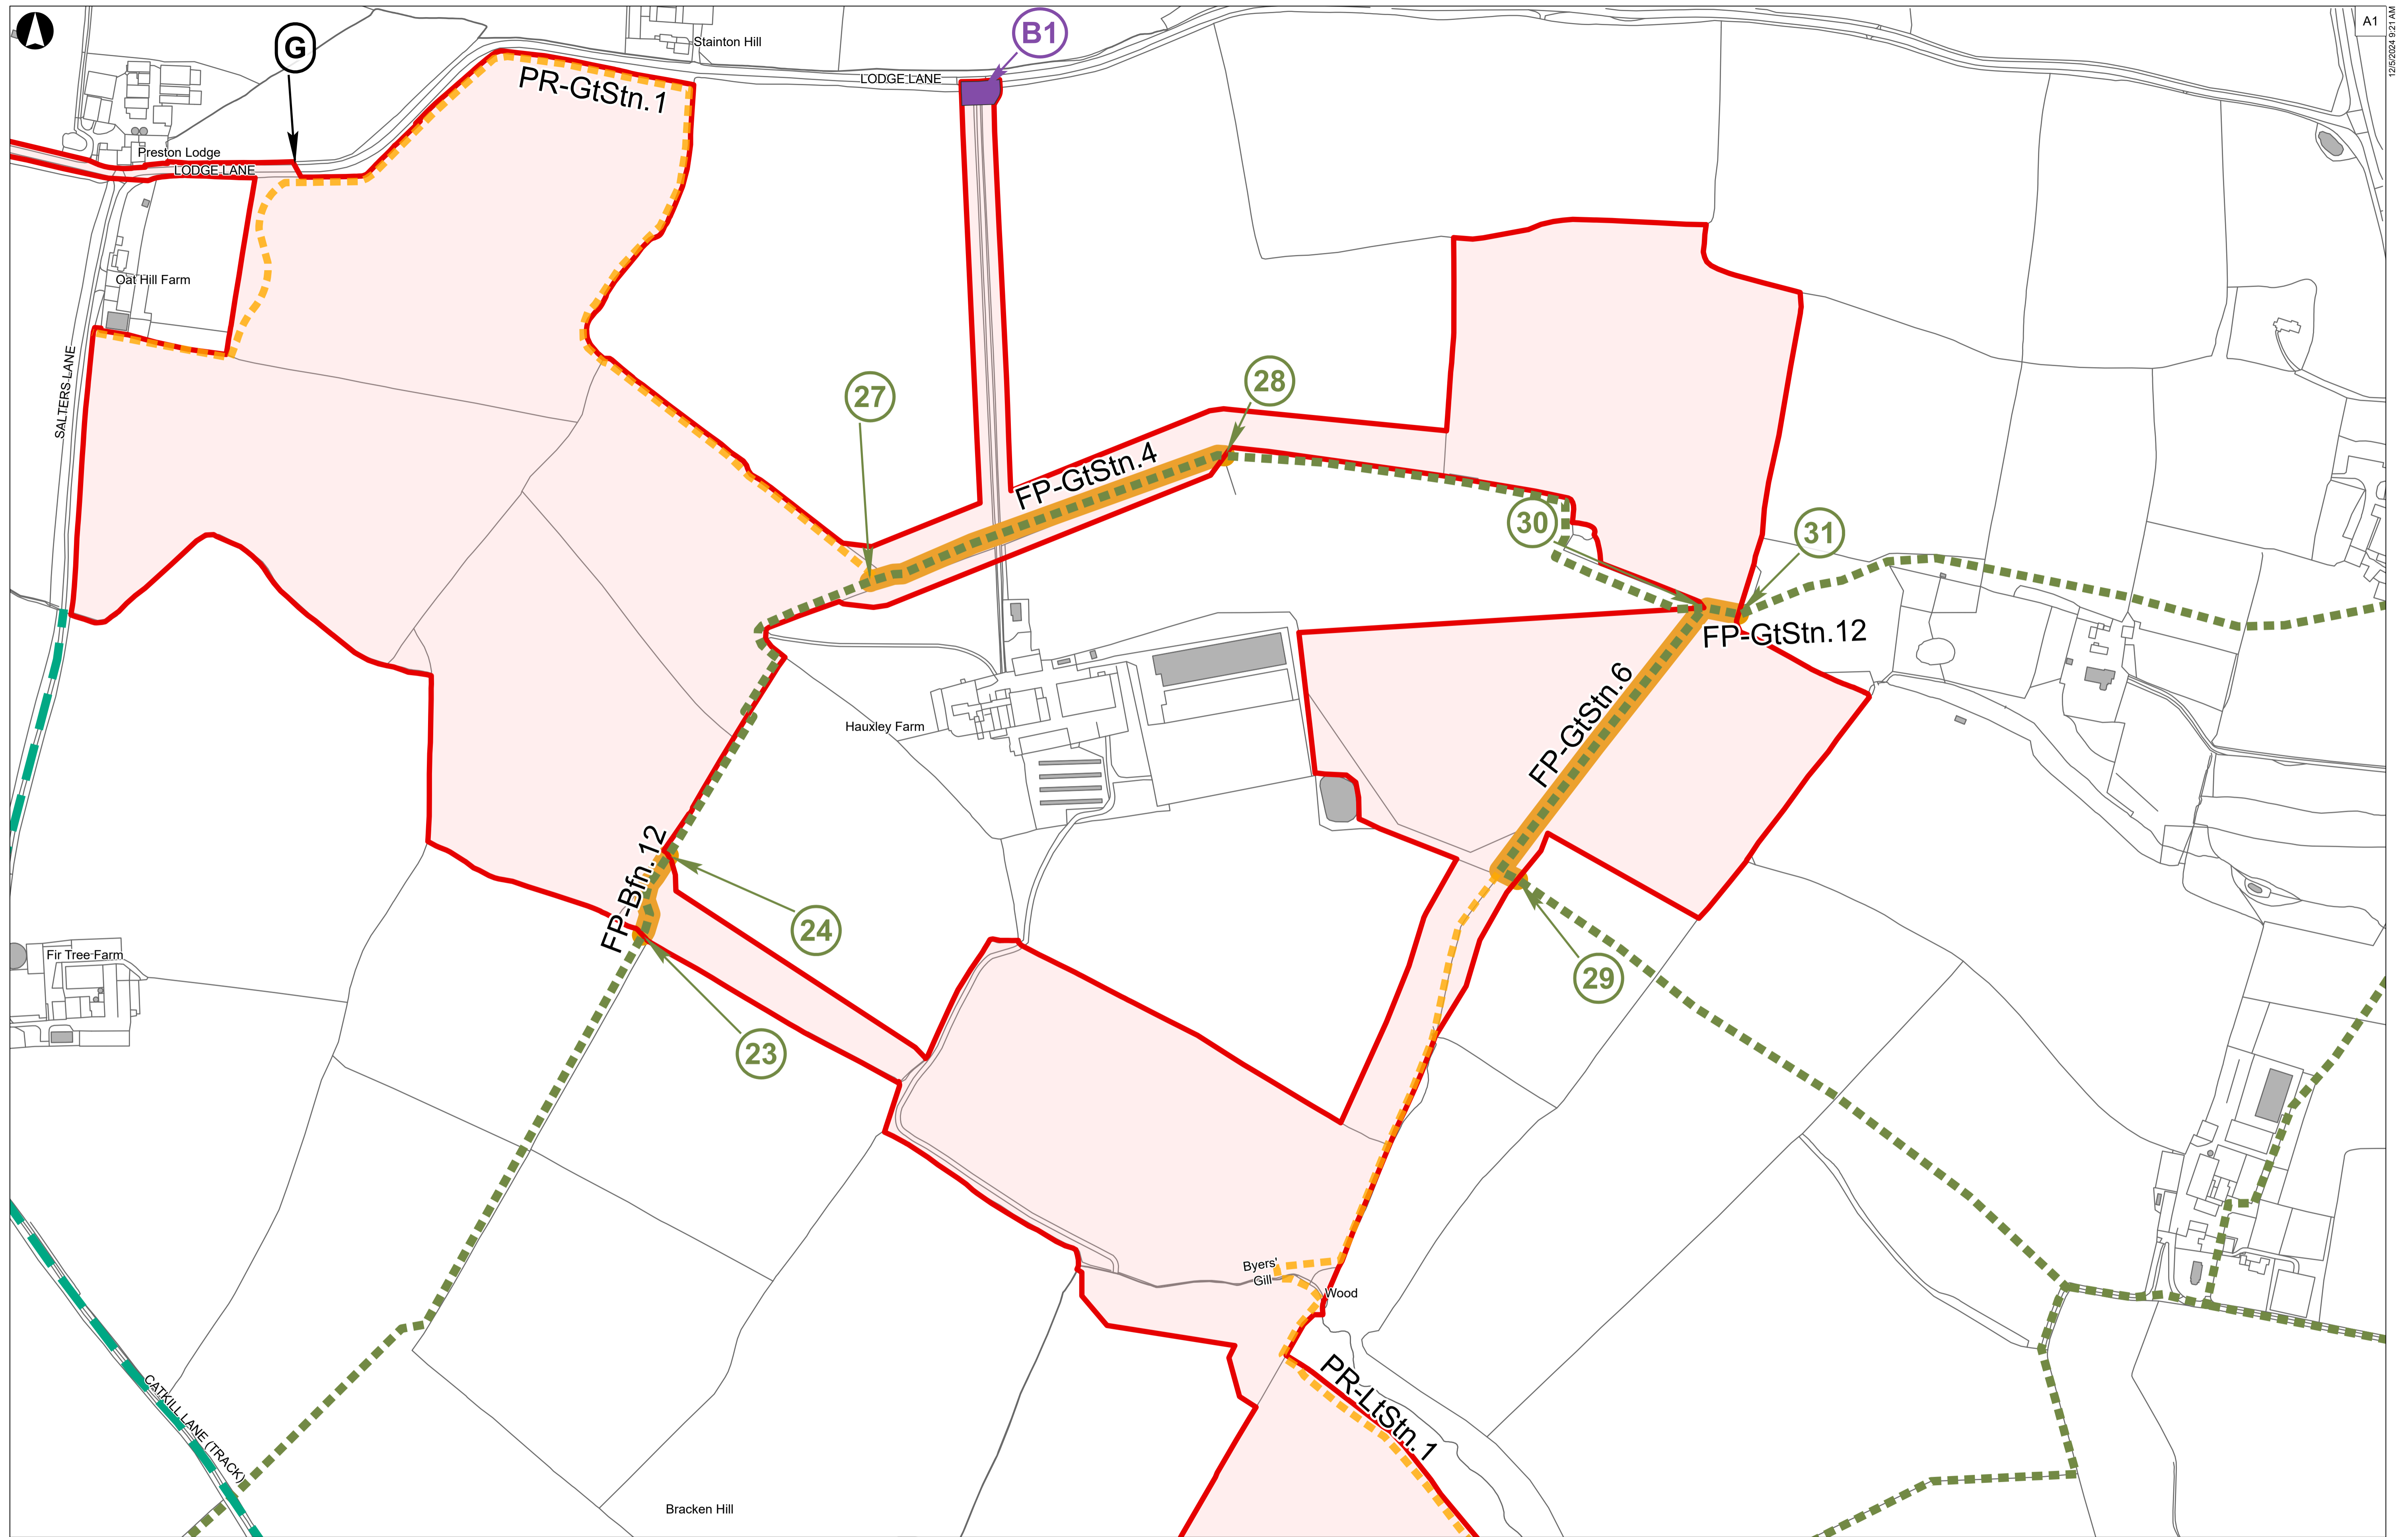 A1
12/5/2024 9:21 AM
G
B1
Stainton Hill
LODGE LANE
PR-GtStn.1
Preston Lodge
LODGE LANE
Oat Hill Farm
SALTERS LANE
27
28
FP-GtStn.4
30
31
FP-GtStn.12
FP-GtStn.6
Hauxley Farm
FP-Bfn.12
24
23
29
Fir Tree Farm
Byers'
Gill
Wood
PR-LtStn.1
CATKILL LANE (TRACK)
Bracken Hill